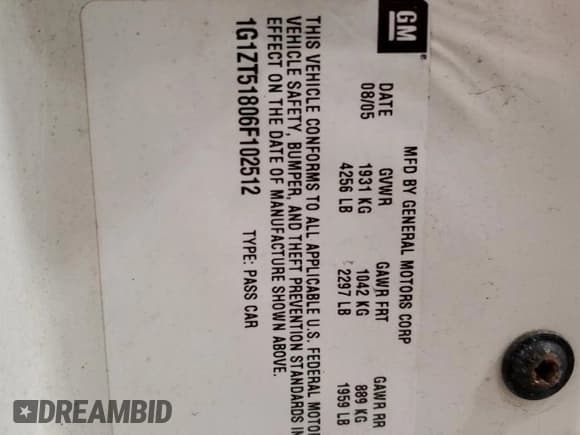 GM
MFD BY GENERAL MOTORS CORP
DATE GVWR GAWR FRT GAWR RR
08/05 1931 KG 1042 KG 889 KG
4256 LB 2297 LB 1959 LB
THIS VEHICLE CONFORMS TO ALL APPLICABLE U.S. FEDERAL MOTO
VEHICLE SAFETY, BUMPER, AND THEFT PREVENTION STANDARDS IN
EFFECT ON THE DATE OF MANUFACTURE SHOWN ABOVE.
1G1ZT51806F102512 TYPE: PASS CAR
DREAMBID